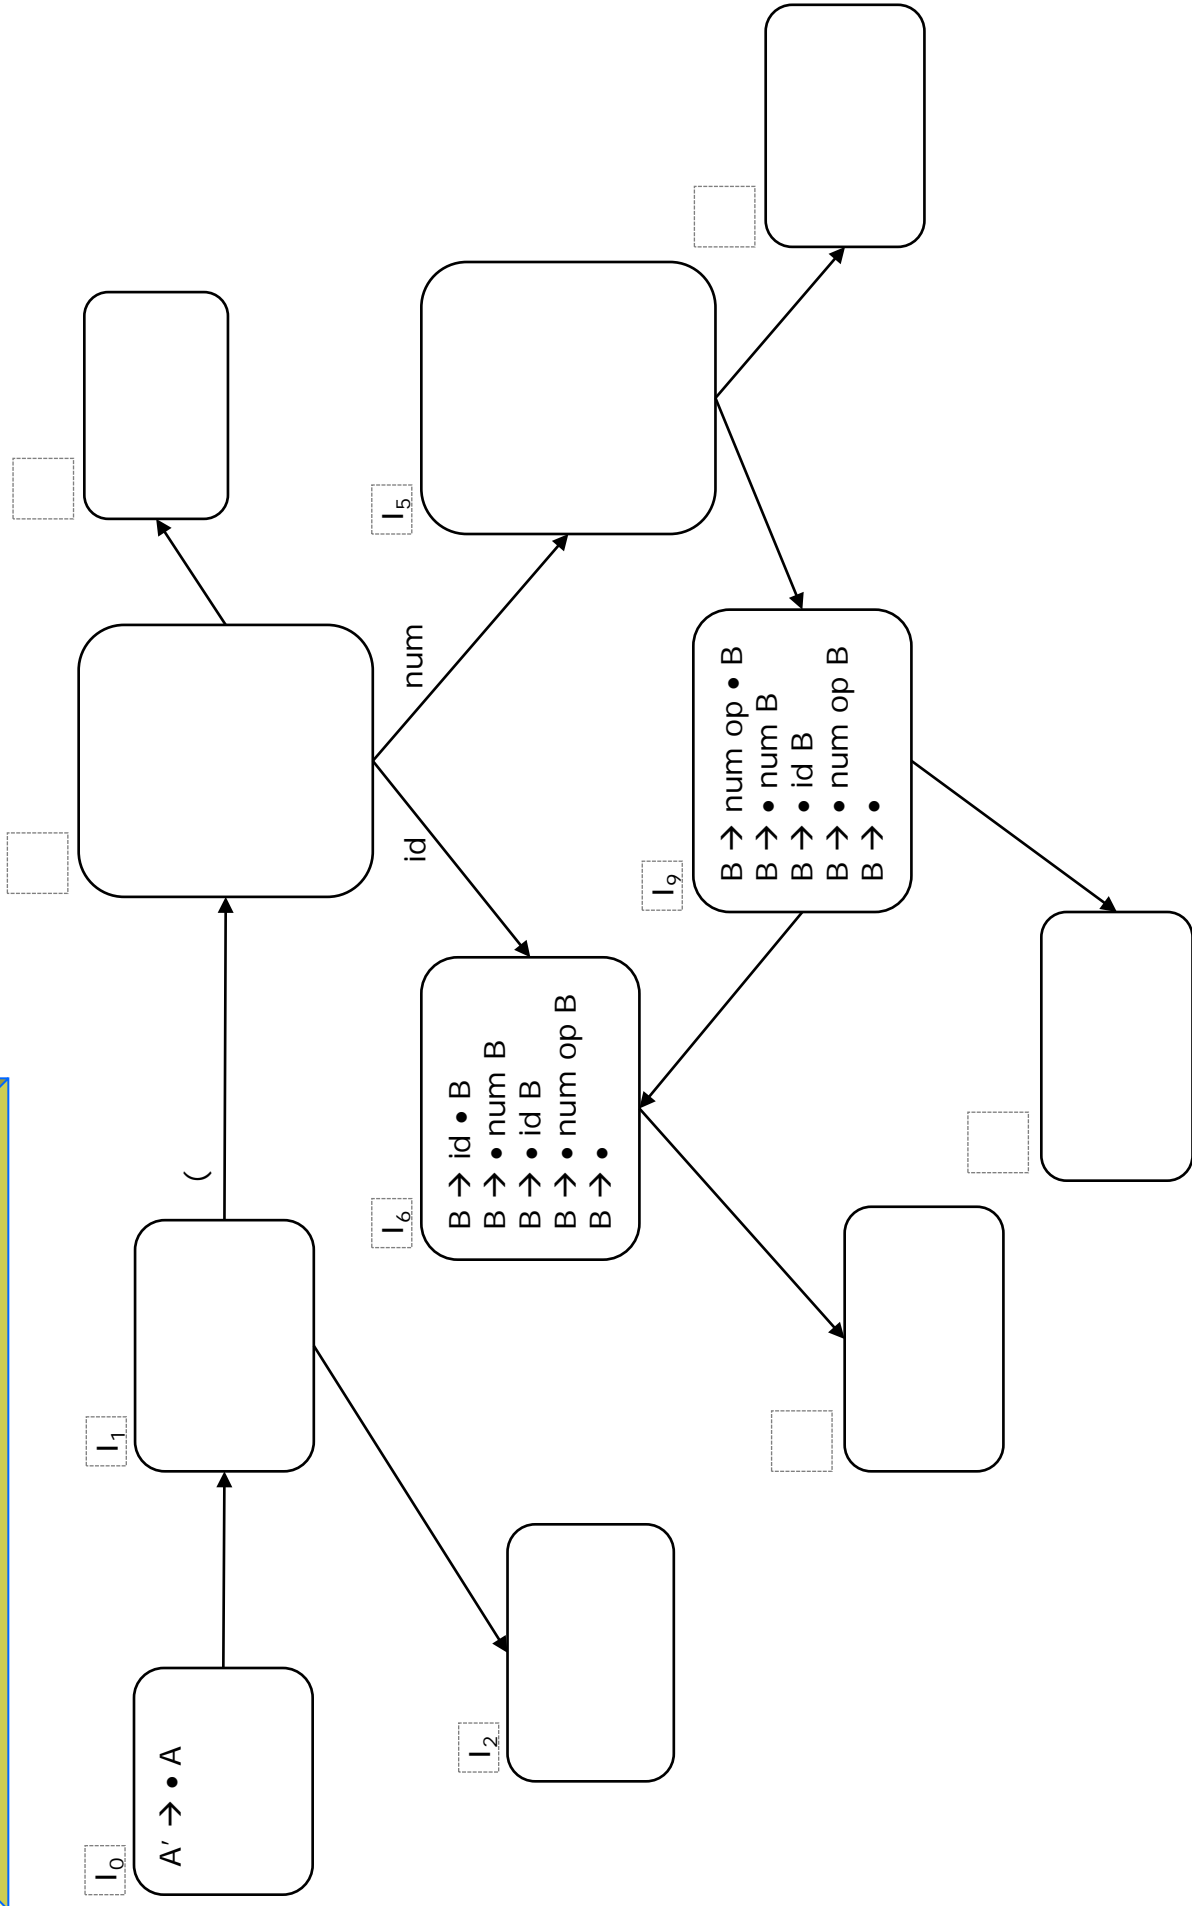 I0
A′ → • A
I1
(
id
num
I6
B → id • B
B → • num B
B → • id B
B → • num op B
B → •
I5
I2
I9
B → num op • B
B → • num B
B → • id B
B → • num op B
B → •